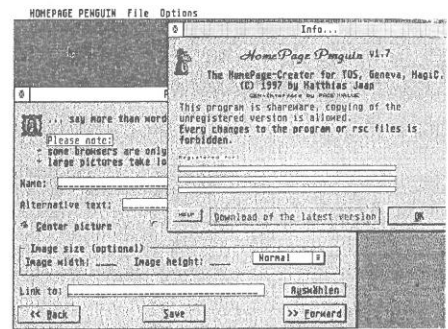 HOMEPAGE PENGUIN File Options
Info...
HomePage Penguin v1.7
The HomePage-Creator for TOS, Geneva, MagiC.
(C) 1997 by Matthias Jaap
This program is shareware, copying of the
unregistered version is allowed.
Every changes to the program or rsc files is
forbidden.
Registered for:
HELP
Download of the latest version
OK
... say more than word
Please note:
- some browsers are only
- large pictures take lo
Name:
Alternative text:
Center picture
Image size (optional)
Image width: Image height: Normal
Link to: Auswählen
<< Back Save >> Forward